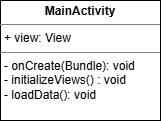 MainActivity
+ view: View
- onCreate(Bundle): void
- initializeViews() : void
- loadData(): void